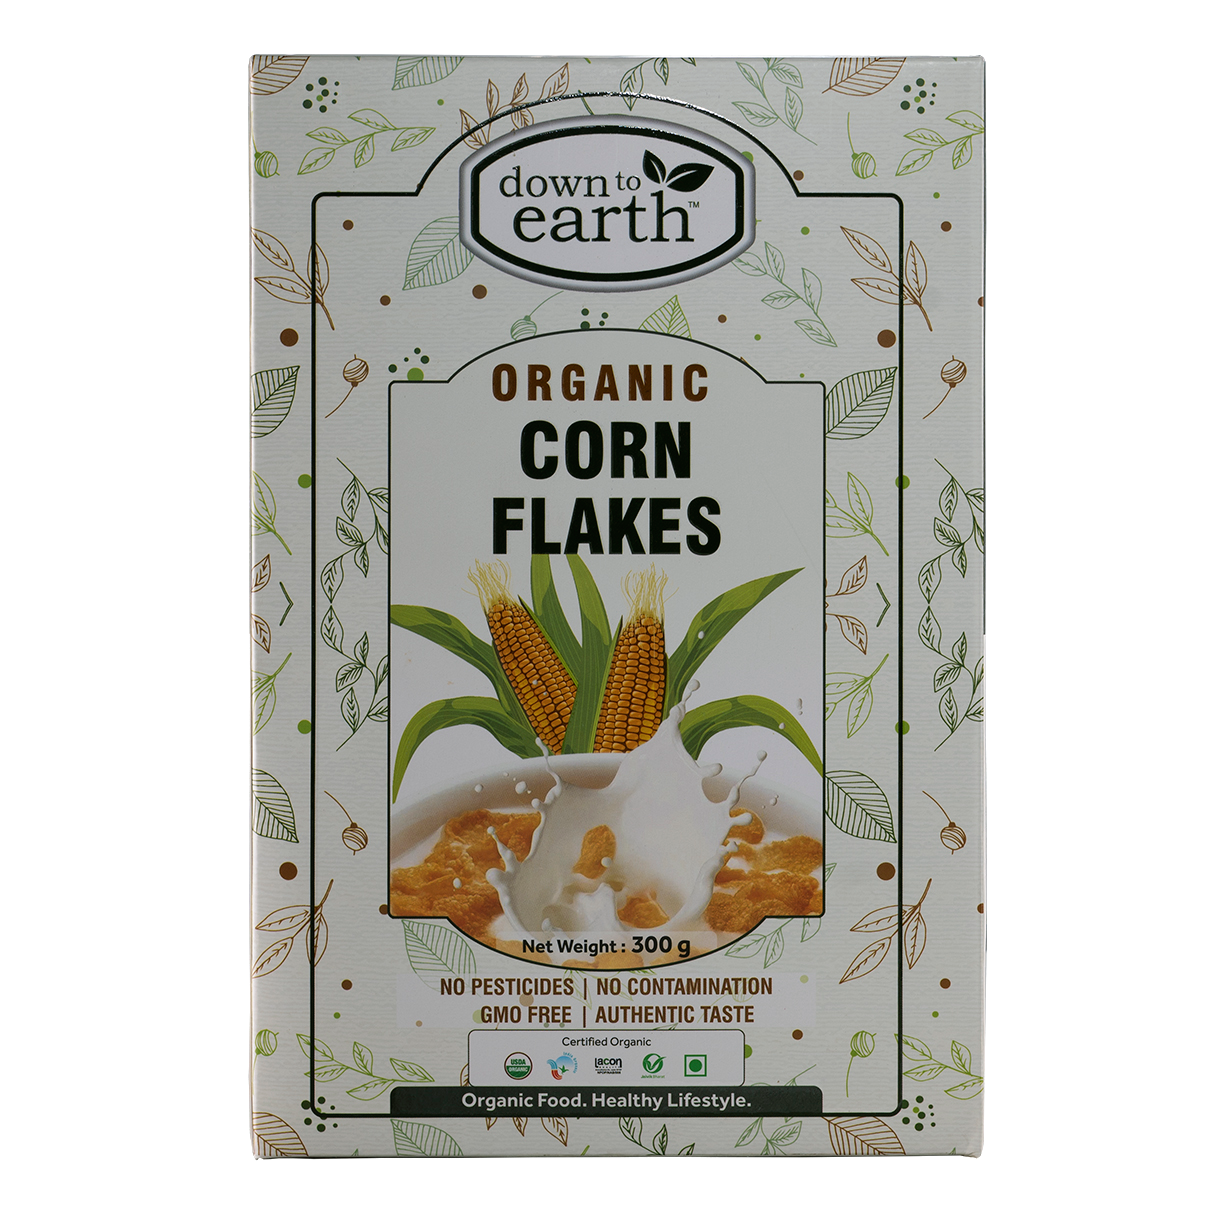 down to
earth™
ORGANIC
CORN
FLAKES
Net Weight : 300 g
NO PESTICIDES | NO CONTAMINATION
GMO FREE | AUTHENTIC TASTE
Certified Organic
USDA
ORGANIC
lacon
Organic Food. Healthy Lifestyle.